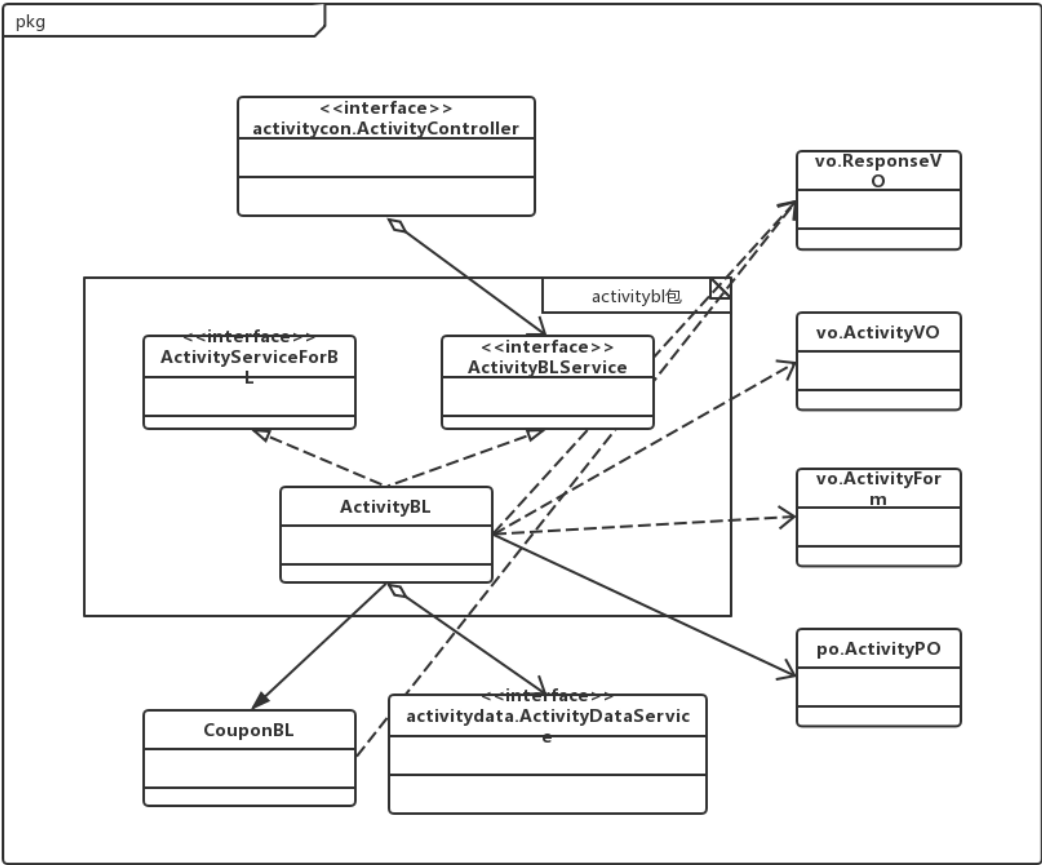 pkg
<<interface>>
activitycon.ActivityController
vo.ResponseV
O
activitybl包
<<interface>>
ActivityServiceForB
L
<<interface>>
ActivityBLService
vo.ActivityVO
ActivityBL
vo.ActivityFor
m
po.ActivityPO
CouponBL
<<interface>>
activitydata.ActivityDataServic
e